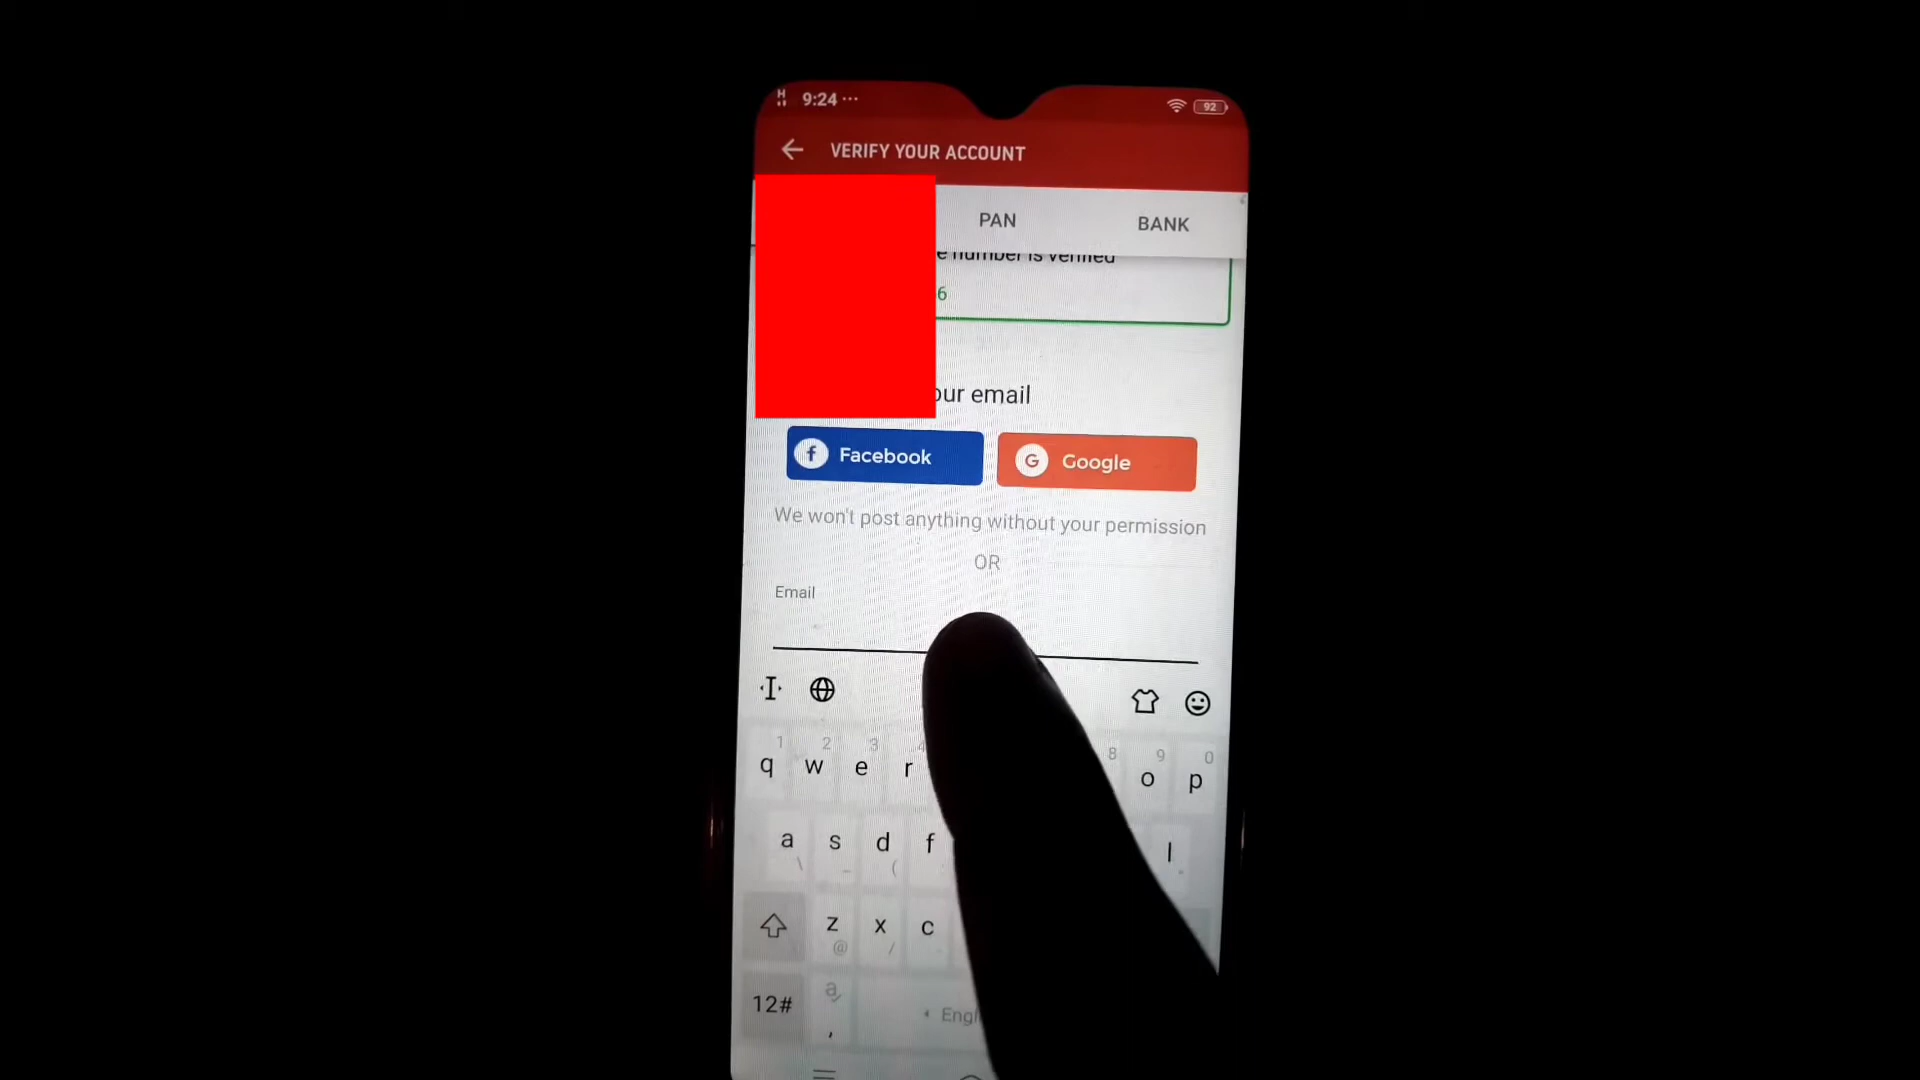 9:24 ...
92
VERIFY YOUR ACCOUNT
PAN BANK
number is verified
6
our email
f Facebook
G Google
We won't post anything without your permission
OR
Email
1 2 3 4 8 9 0
q w e r o p
a s d f l
\ _ (
z x c
@ /
12# ,